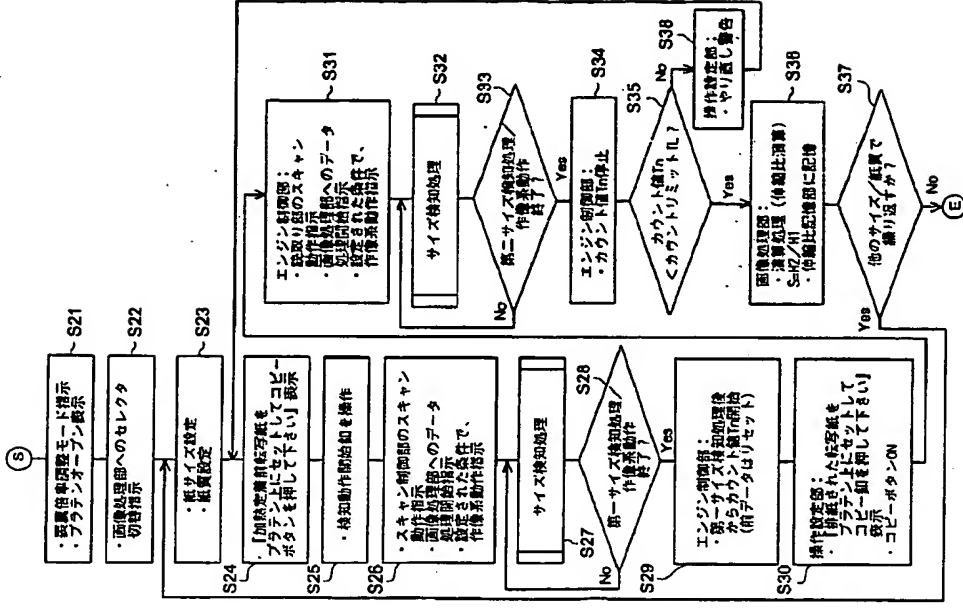 S
・表裏倍率調整モード指示
・プラテンオープン表示
S21
・画像処理部へのセレクタ
切替指示
S22
・紙サイズ設定
・紙質設定
S23
・「加熱定着前転写紙を
プラテン上にセットしてコピー
ボタンを押して下さい」表示
S24
・検知動作開始釦を操作
S25
・スキャン制御部のスキャン
動作指示
・画像処理部へのデータ
処理開始指示
・設定された条件で、
作像系動作指示
S26
サイズ検知処理
S27
第一サイズ検知処理/
作像系動作
終了?
S28
No
Yes
エンジン制御部:
・第一サイズ検知処理後
からカウント値Tn開始
(前データはリセット)
S29
操作設定部:
・「排紙された転写紙を
プラテン上にセットして
コピー釦を押して下さい」
表示
・コピーボタンON
S30
エンジン制御部:
・読取り部のスキャン
動作指示
・画像処理部へのデータ
処理開始指示
・設定された条件で、
作像系動作指示
S31
サイズ検知処理
S32
第二サイズ検知処理/
作像系動作
終了?
S33
No
Yes
エンジン制御部:
・カウント値Tn停止
S34
カウント値Tn
<カウントリミットTL?
S35
No
Yes
操作設定部:
・やり直し警告
S38
画像処理部:
・演算処理(伸縮比演算)
S=H2/H1
・伸縮比記憶部に記憶
S36
他のサイズ/紙質で
繰り返すか?
S37
Yes
No
E